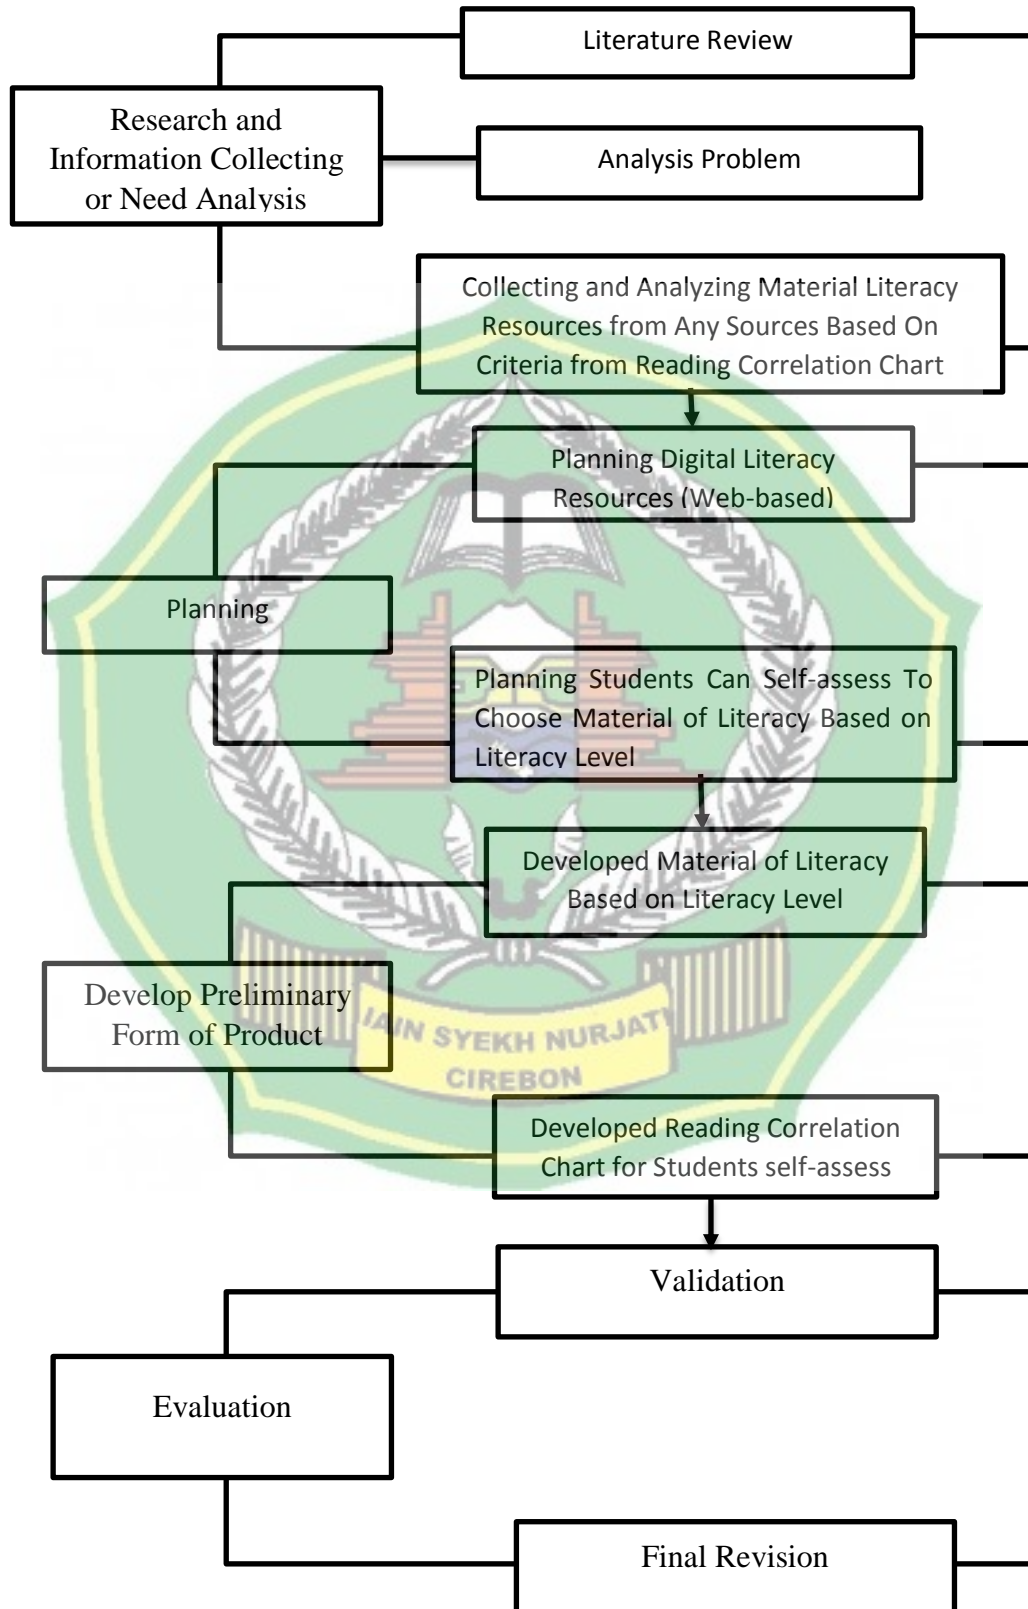 Literature Review
Research and
Information Collecting
or Need Analysis
Analysis Problem
Collecting and Analyzing Material Literacy
Resources from Any Sources Based On
Criteria from Reading Correlation Chart
Planning Digital Literacy
Resources (Web-based)
Planning
Planning Students Can Self-assess To
Choose Material of Literacy Based on
Literacy Level
Developed Material of Literacy
Based on Literacy Level
Develop Preliminary
Form of Product
IAIN SYEKH NURJATI
CIREBON
Developed Reading Correlation
Chart for Students self-assess
Validation
Evaluation
Final Revision